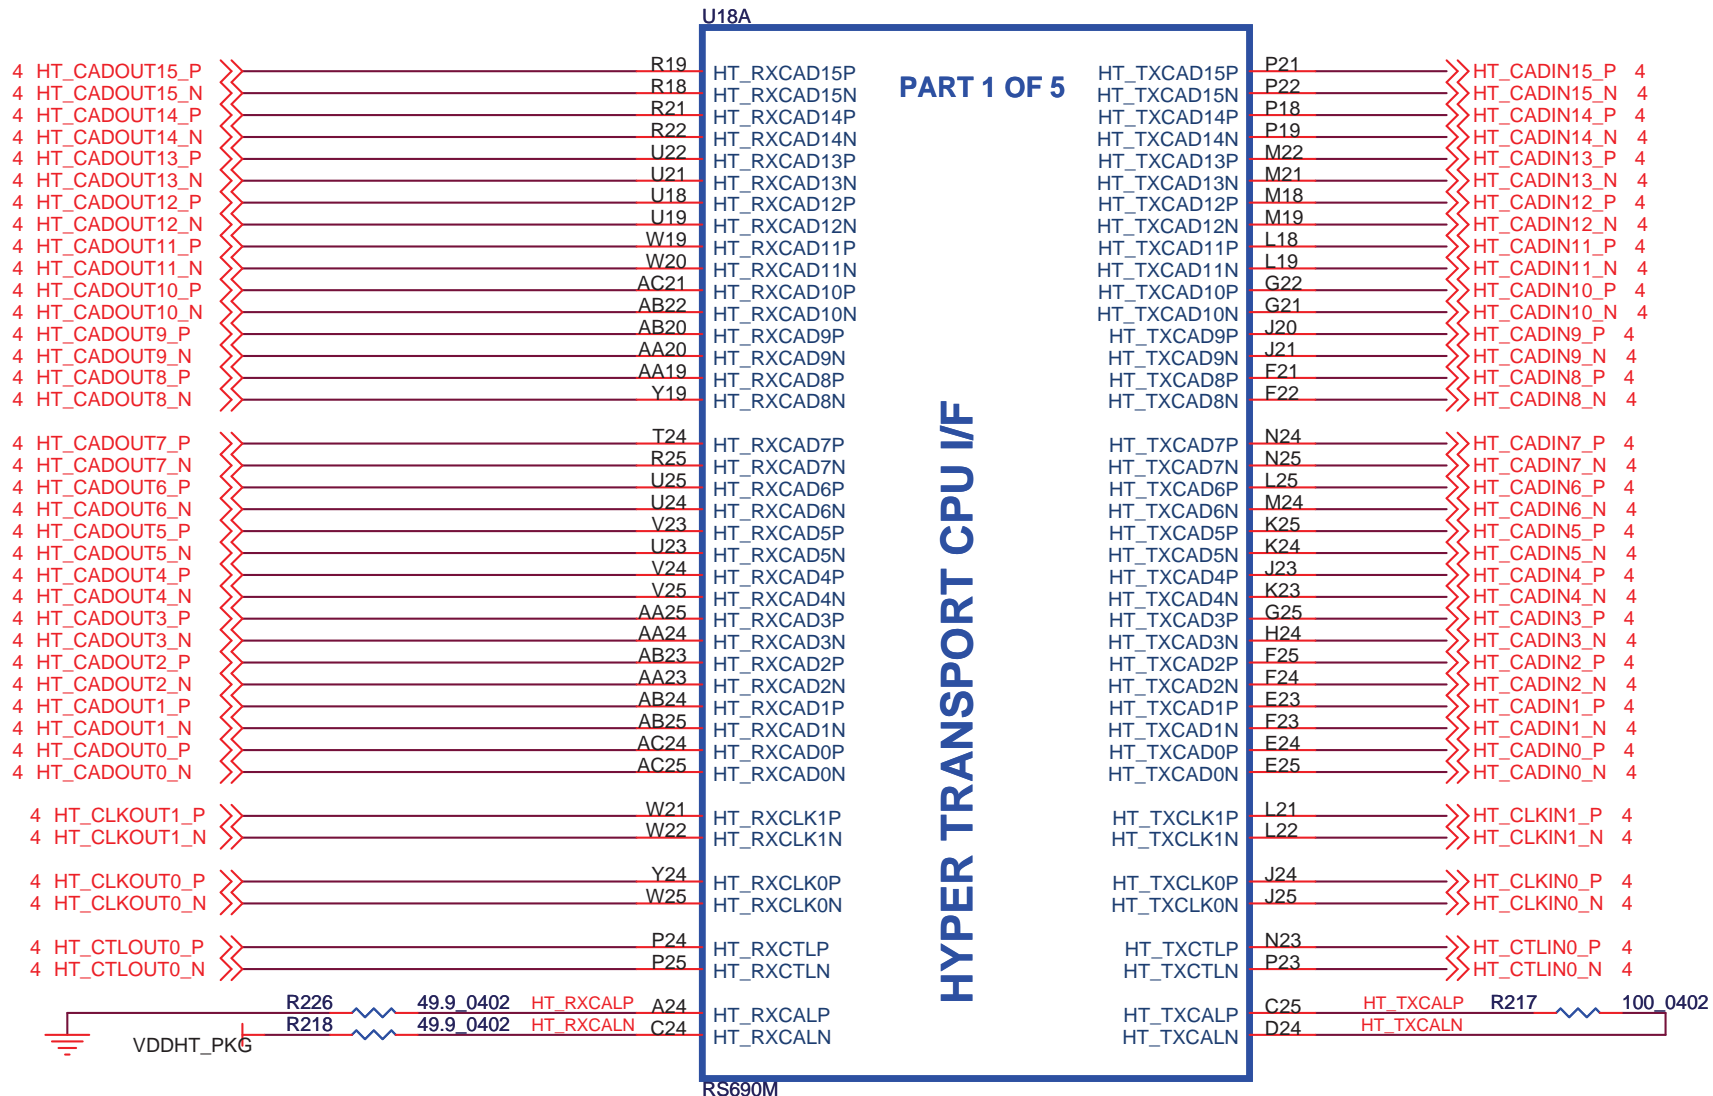 U18A
PART 1 OF 5
HYPER TRANSPORT CPU I/F
4 HT_CADOUT15_P R19 HT_RXCAD15P HT_TXCAD15P P21 HT_CADIN15_P 4
4 HT_CADOUT15_N R18 HT_RXCAD15N HT_TXCAD15N P22 HT_CADIN15_N 4
4 HT_CADOUT14_P R21 HT_RXCAD14P HT_TXCAD14P P18 HT_CADIN14_P 4
4 HT_CADOUT14_N R22 HT_RXCAD14N HT_TXCAD14N P19 HT_CADIN14_N 4
4 HT_CADOUT13_P U22 HT_RXCAD13P HT_TXCAD13P M22 HT_CADIN13_P 4
4 HT_CADOUT13_N U21 HT_RXCAD13N HT_TXCAD13N M21 HT_CADIN13_N 4
4 HT_CADOUT12_P U18 HT_RXCAD12P HT_TXCAD12P M18 HT_CADIN12_P 4
4 HT_CADOUT12_N U19 HT_RXCAD12N HT_TXCAD12N M19 HT_CADIN12_N 4
4 HT_CADOUT11_P W19 HT_RXCAD11P HT_TXCAD11P L18 HT_CADIN11_P 4
4 HT_CADOUT11_N W20 HT_RXCAD11N HT_TXCAD11N L19 HT_CADIN11_N 4
4 HT_CADOUT10_P AC21 HT_RXCAD10P HT_TXCAD10P G22 HT_CADIN10_P 4
4 HT_CADOUT10_N AB22 HT_RXCAD10N HT_TXCAD10N G21 HT_CADIN10_N 4
4 HT_CADOUT9_P AB20 HT_RXCAD9P HT_TXCAD9P J20 HT_CADIN9_P 4
4 HT_CADOUT9_N AA20 HT_RXCAD9N HT_TXCAD9N J21 HT_CADIN9_N 4
4 HT_CADOUT8_P AA19 HT_RXCAD8P HT_TXCAD8P F21 HT_CADIN8_P 4
4 HT_CADOUT8_N Y19 HT_RXCAD8N HT_TXCAD8N F22 HT_CADIN8_N 4
4 HT_CADOUT7_P T24 HT_RXCAD7P HT_TXCAD7P N24 HT_CADIN7_P 4
4 HT_CADOUT7_N R25 HT_RXCAD7N HT_TXCAD7N N25 HT_CADIN7_N 4
4 HT_CADOUT6_P U25 HT_RXCAD6P HT_TXCAD6P L25 HT_CADIN6_P 4
4 HT_CADOUT6_N U24 HT_RXCAD6N HT_TXCAD6N M24 HT_CADIN6_N 4
4 HT_CADOUT5_P V23 HT_RXCAD5P HT_TXCAD5P K25 HT_CADIN5_P 4
4 HT_CADOUT5_N U23 HT_RXCAD5N HT_TXCAD5N K24 HT_CADIN5_N 4
4 HT_CADOUT4_P V24 HT_RXCAD4P HT_TXCAD4P J23 HT_CADIN4_P 4
4 HT_CADOUT4_N V25 HT_RXCAD4N HT_TXCAD4N K23 HT_CADIN4_N 4
4 HT_CADOUT3_P AA25 HT_RXCAD3P HT_TXCAD3P G25 HT_CADIN3_P 4
4 HT_CADOUT3_N AA24 HT_RXCAD3N HT_TXCAD3N H24 HT_CADIN3_N 4
4 HT_CADOUT2_P AB23 HT_RXCAD2P HT_TXCAD2P F25 HT_CADIN2_P 4
4 HT_CADOUT2_N AA23 HT_RXCAD2N HT_TXCAD2N F24 HT_CADIN2_N 4
4 HT_CADOUT1_P AB24 HT_RXCAD1P HT_TXCAD1P E23 HT_CADIN1_P 4
4 HT_CADOUT1_N AB25 HT_RXCAD1N HT_TXCAD1N F23 HT_CADIN1_N 4
4 HT_CADOUT0_P AC24 HT_RXCAD0P HT_TXCAD0P E24 HT_CADIN0_P 4
4 HT_CADOUT0_N AC25 HT_RXCAD0N HT_TXCAD0N E25 HT_CADIN0_N 4
4 HT_CLKOUT1_P W21 HT_RXCLK1P HT_TXCLK1P L21 HT_CLKIN1_P 4
4 HT_CLKOUT1_N W22 HT_RXCLK1N HT_TXCLK1N L22 HT_CLKIN1_N 4
4 HT_CLKOUT0_P Y24 HT_RXCLK0P HT_TXCLK0P J24 HT_CLKIN0_P 4
4 HT_CLKOUT0_N W25 HT_RXCLK0N HT_TXCLK0N J25 HT_CLKIN0_N 4
4 HT_CTLOUT0_P P24 HT_RXCTLP HT_TXCTLP N23 HT_CTLIN0_P 4
4 HT_CTLOUT0_N P25 HT_RXCTLN HT_TXCTLN P23 HT_CTLIN0_N 4
R226 49.9_0402 HT_RXCALP A24 HT_RXCALP HT_TXCALP C25 HT_TXCALP R217 100_0402
R218 49.9_0402 HT_RXCALN C24 HT_RXCALN HT_TXCALN D24 HT_TXCALN
VDDHT_PKG
RS690M